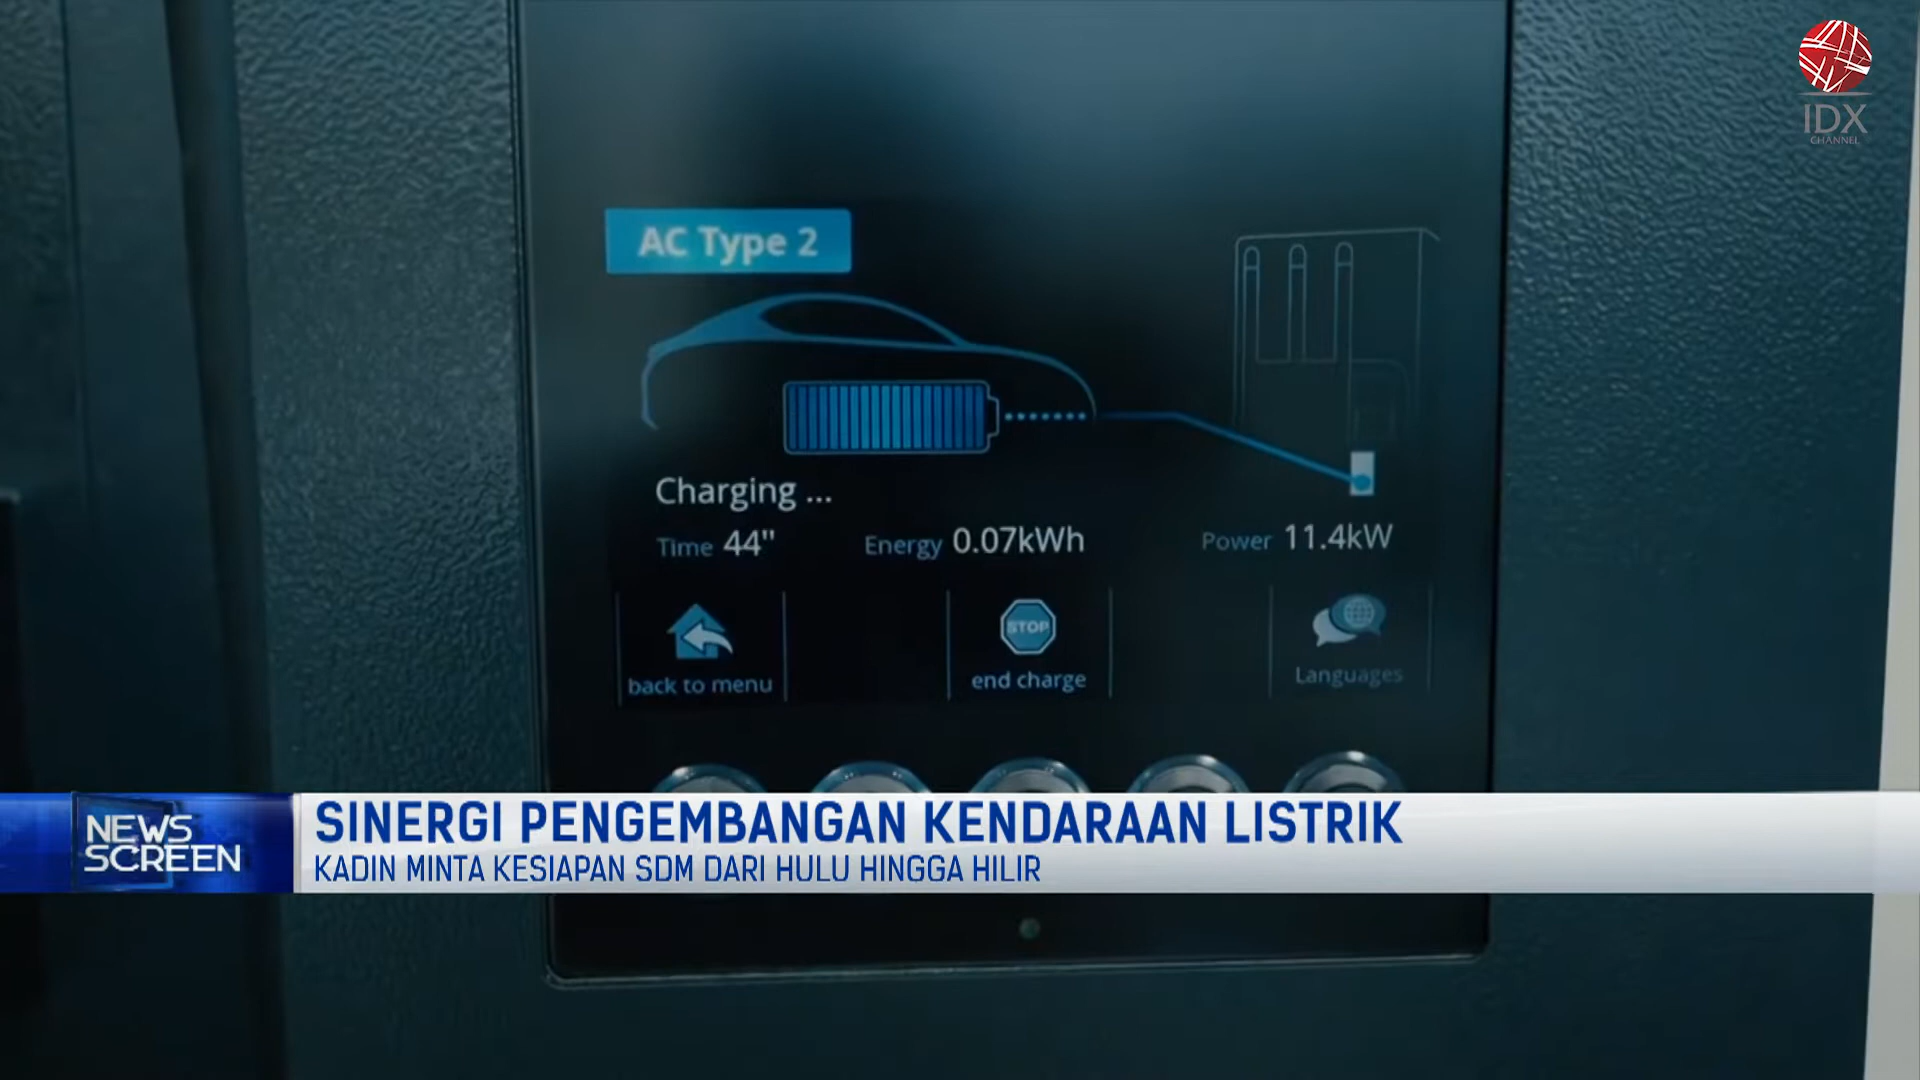 IDX
CHANNEL
AC Type 2
Charging ...
Time 44" Energy 0.07kWh Power 11.4kW
STOP
back to menu end charge Languages
NEWS
SCREEN
SINERGI PENGEMBANGAN KENDARAAN LISTRIK
KADIN MINTA KESIAPAN SDM DARI HULU HINGGA HILIR